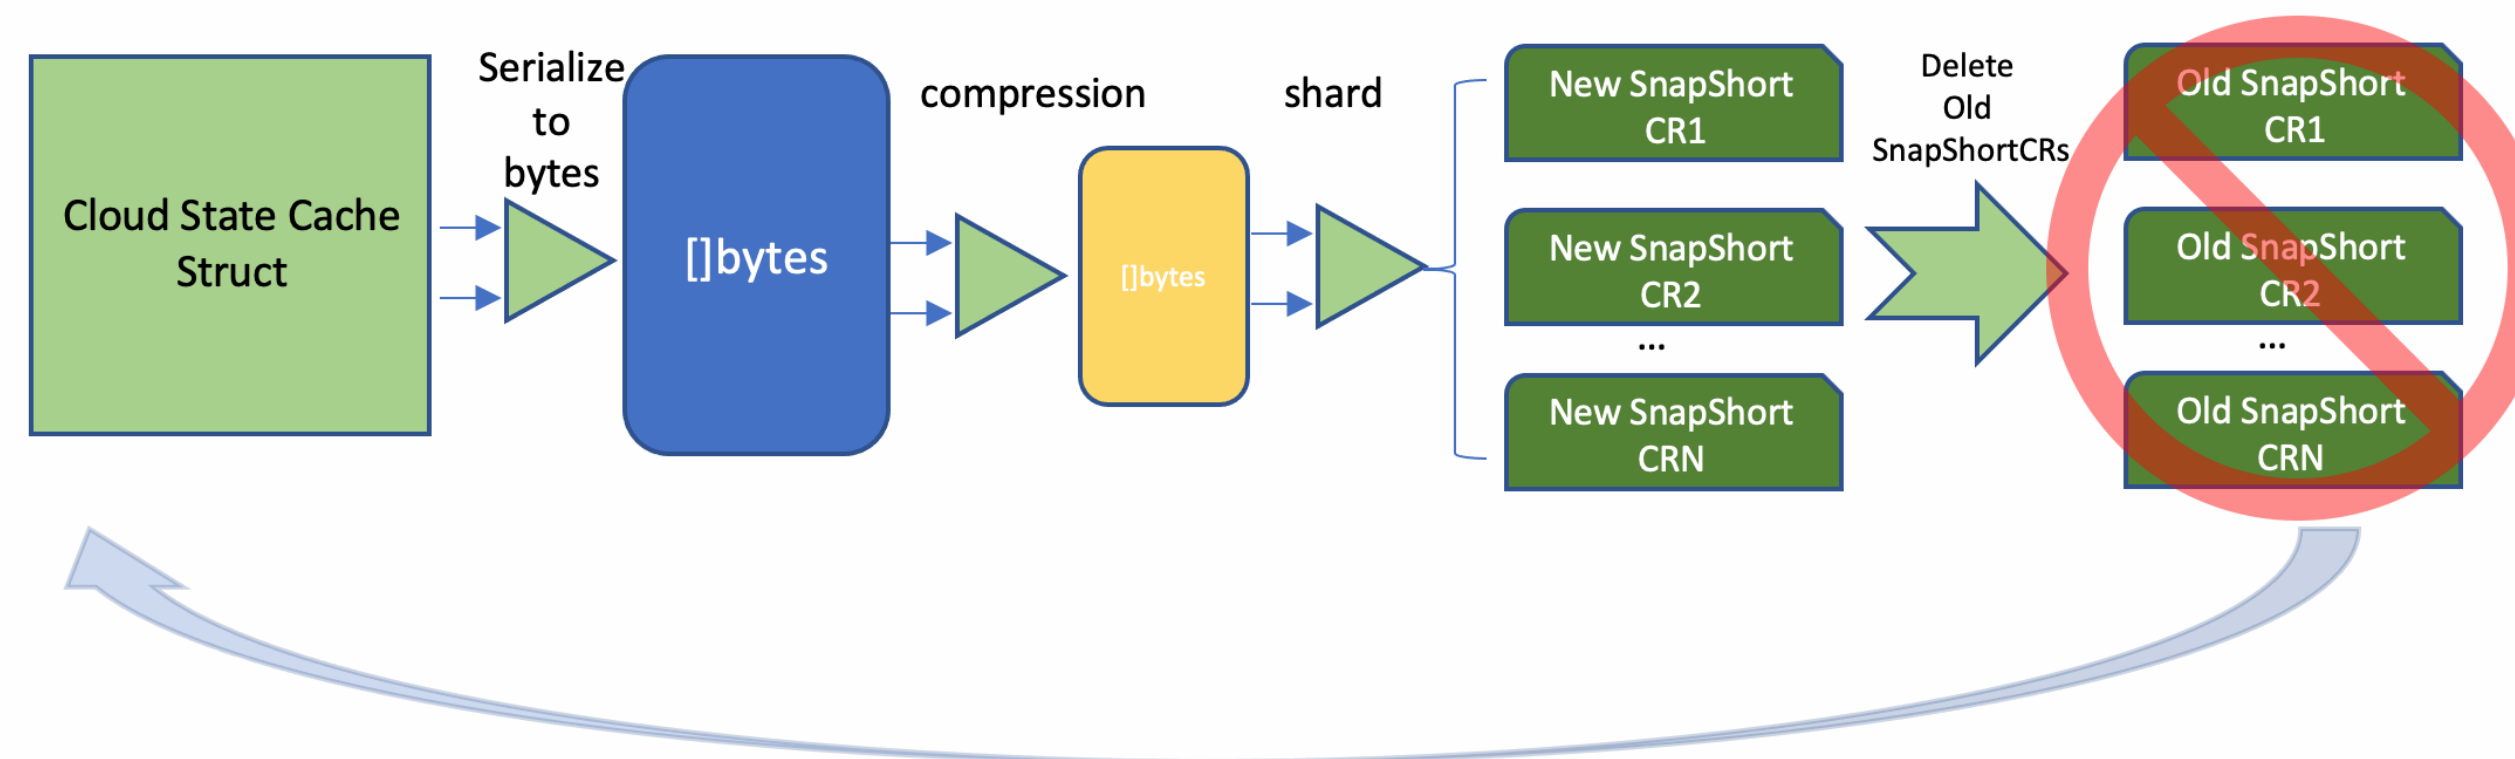 Cloud State Cache
Struct
Serialize
to
bytes
[]bytes
compression
[]bytes
shard
New SnapShort
CR1
New SnapShort
CR2
...
New SnapShort
CRN
Delete
Old
SnapShortCRs
Old SnapShort
CR1
Old SnapShort
CR2
...
Old SnapShort
CRN